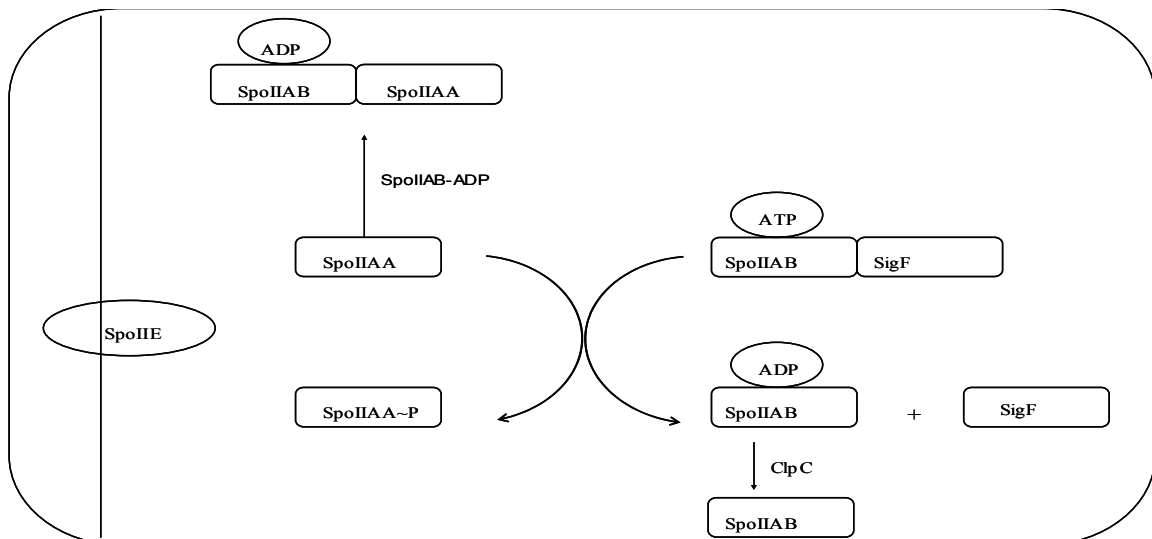 ADP
SpoIIAB SpoIIAA
SpoIIAB-ADP
ATP
SpoIIAA SpoIIAB SigF
SpoIIE
ADP
SpoIIAA~P SpoIIAB + SigF
ClpC
SpoIIAB